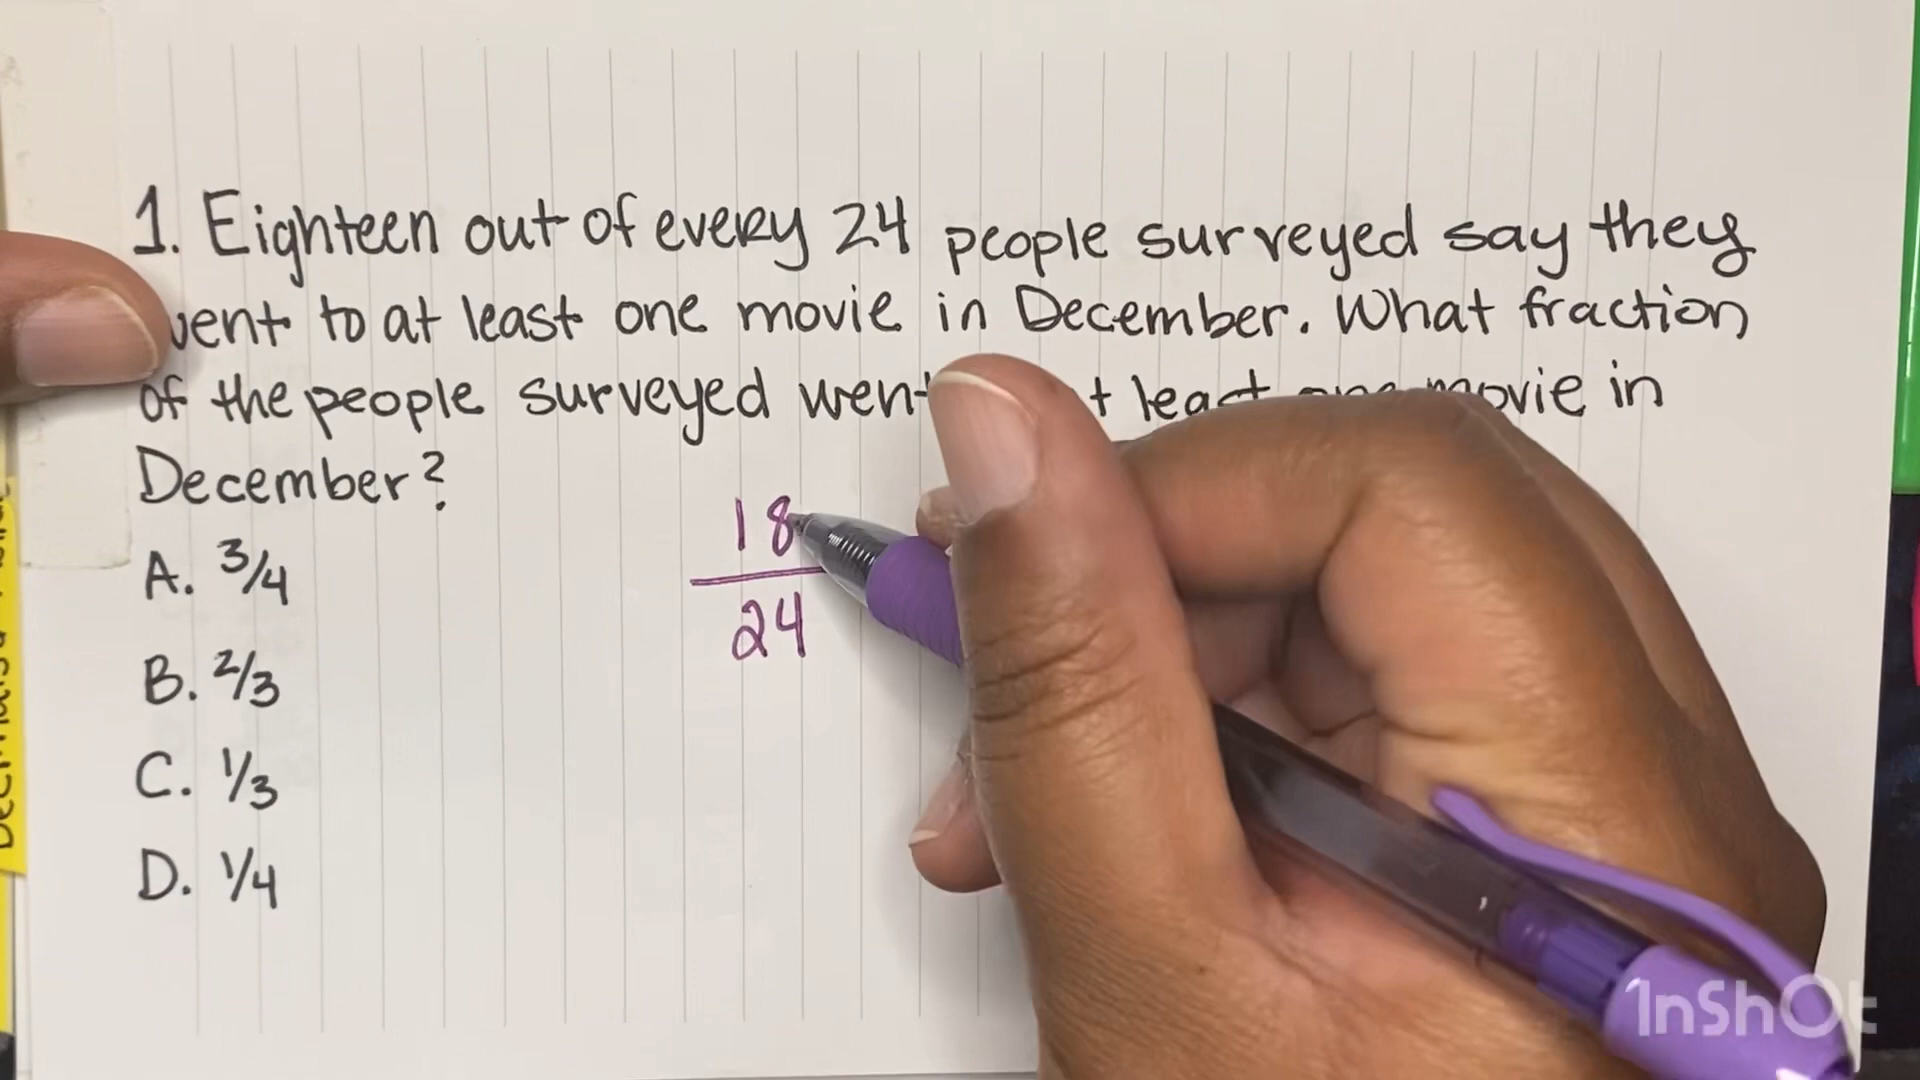 1. Eighteen out of every 24 people surveyed say they
went to at least one movie in December. What fraction
of the people surveyed went t least one movie in
December?
A. 3/4
B. 2/3
C. 1/3
D. 1/4
18
24
InShOt